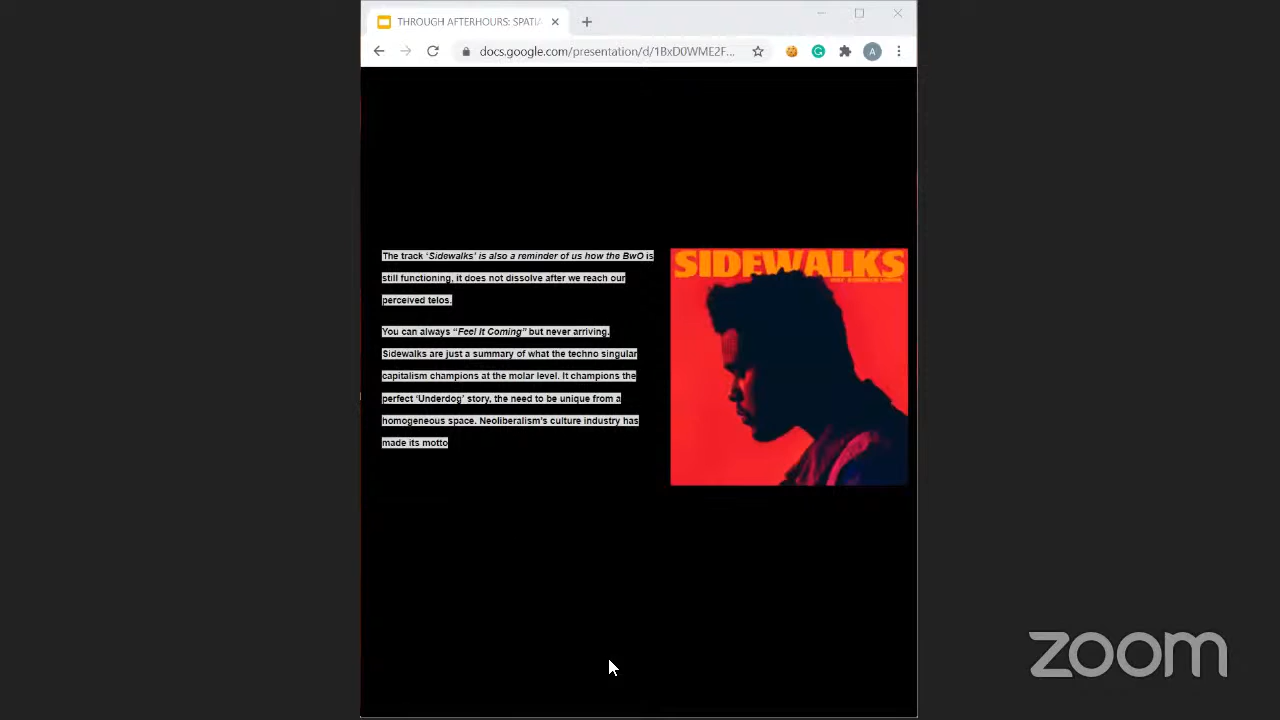 THROUGH AFTERHOURS: SPATIA
docs.google.com/presentation/d/1BxD0WME2F...
A
The track ‘Sidewalks’ is also a reminder of us how the BwO is
still functioning, it does not dissolve after we reach our
perceived telos.
You can always “Feel It Coming” but never arriving.
Sidewalks are just a summary of what the techno singular
capitalism champions at the molar level. It champions the
perfect ‘Underdog’ story, the need to be unique from a
homogeneous space. Neoliberalism's culture industry has
made its motto
SIDEWALKS
zoom